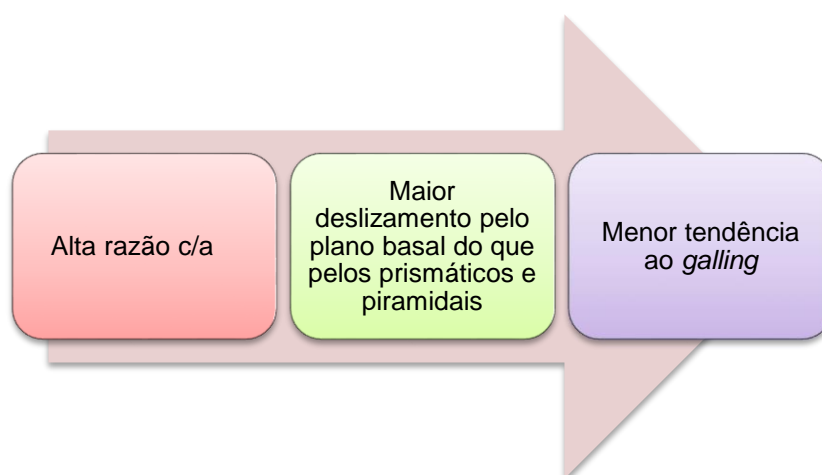 Alta razão c/a
Maior
deslizamento pelo
plano basal do que
pelos prismáticos e
piramidais
Menor tendência
ao galling